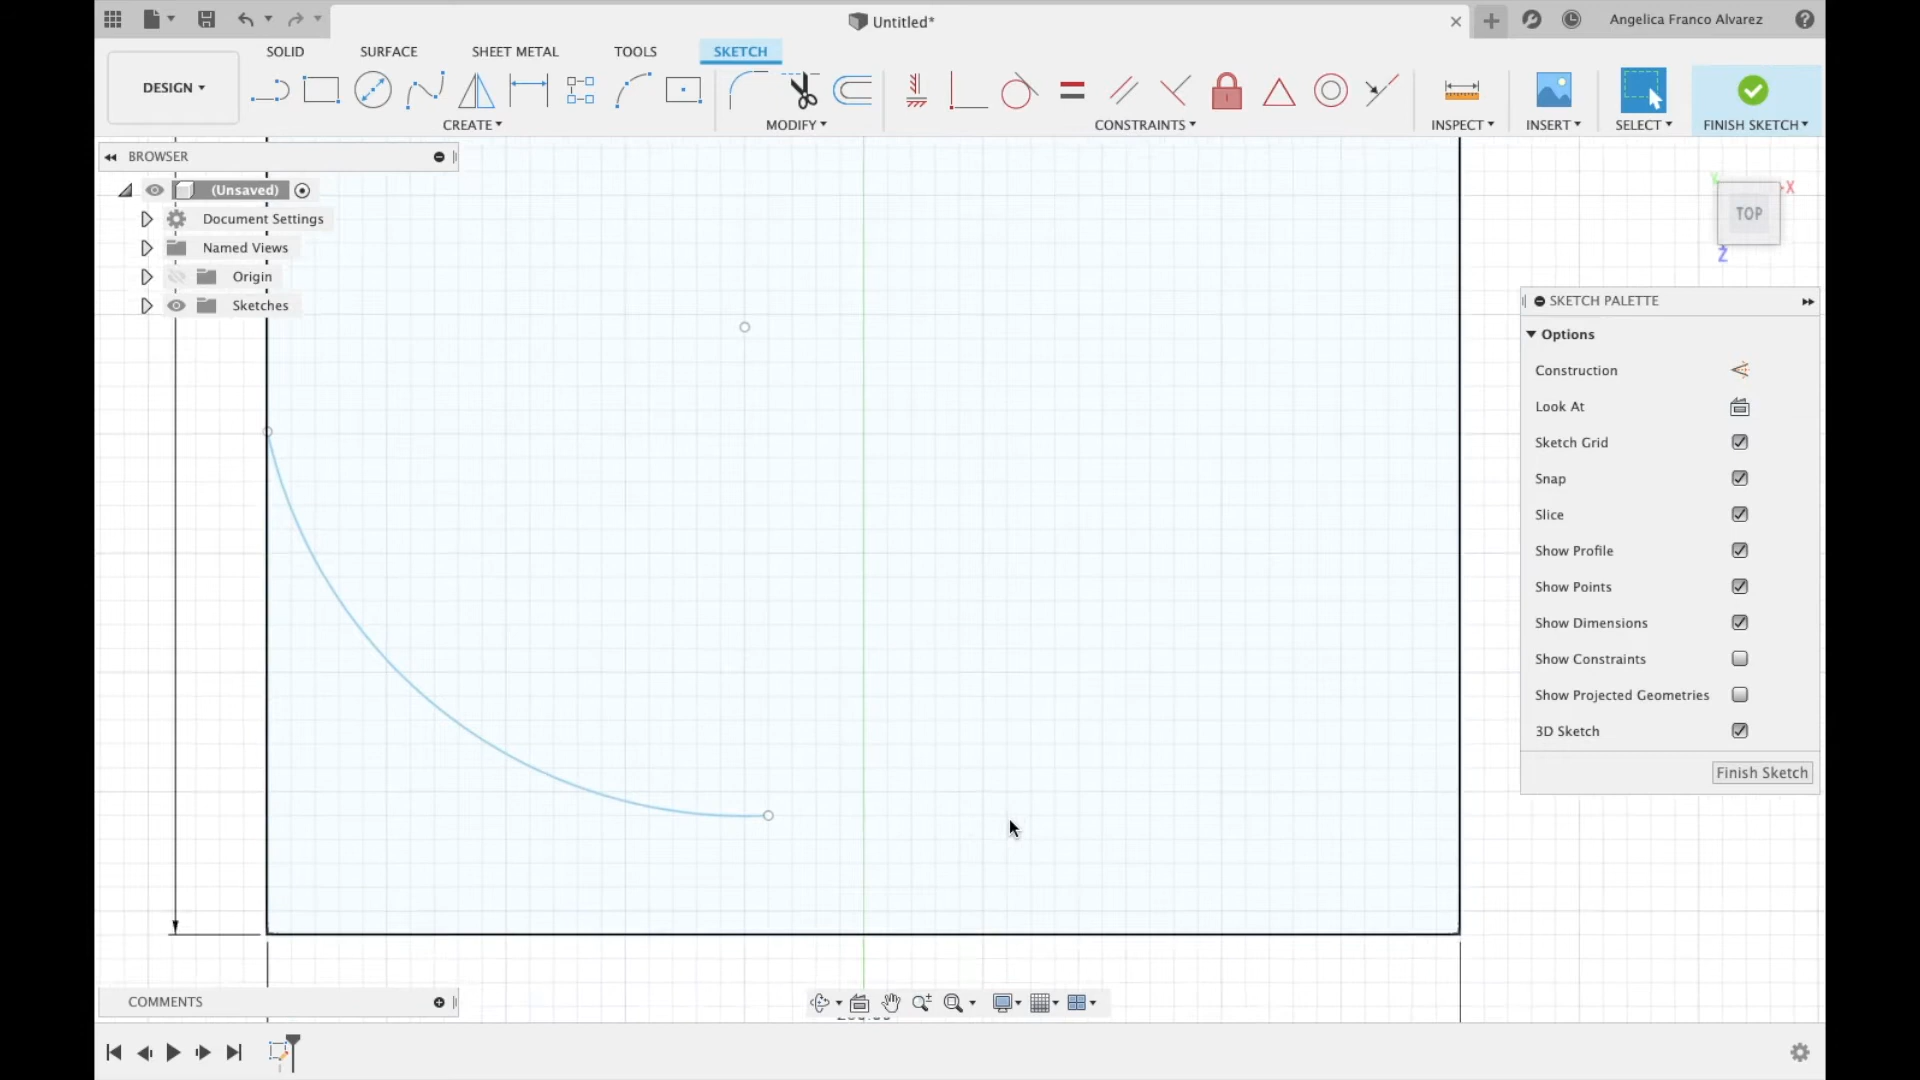 Untitled*
Angelica Franco Alvarez
SOLID
SURFACE
SHEET METAL
TOOLS
SKETCH
DESIGN
CREATE
MODIFY
CONSTRAINTS
INSPECT
INSERT
SELECT
FINISH SKETCH
BROWSER
(Unsaved)
Document Settings
Named Views
Origin
Sketches
Y
X
TOP
Z
SKETCH PALETTE
Options
Construction
Look At
Sketch Grid
Snap
Slice
Show Profile
Show Points
Show Dimensions
Show Constraints
Show Projected Geometries
3D Sketch
Finish Sketch
COMMENTS